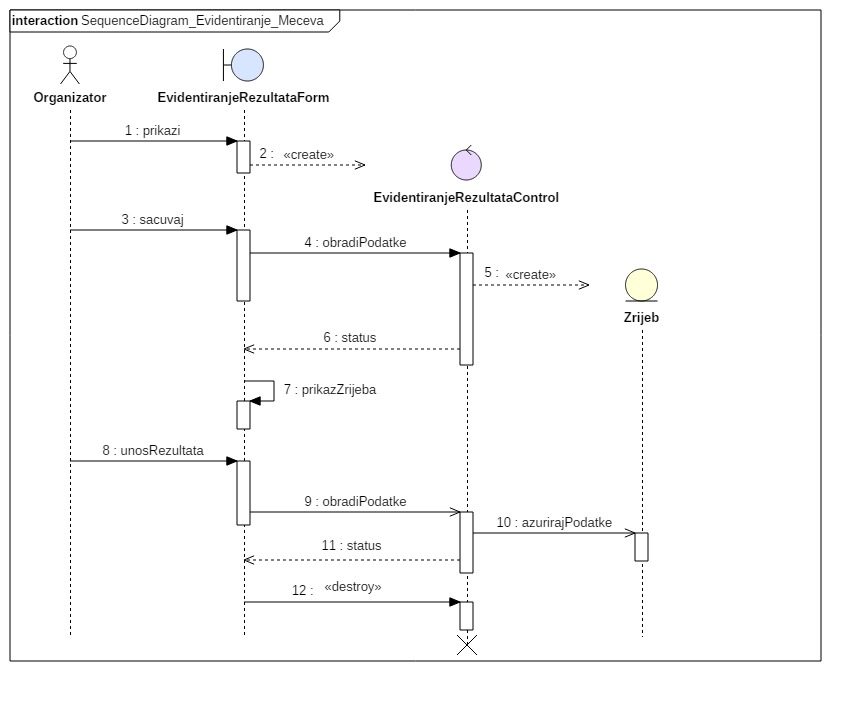 interaction SequenceDiagram_Evidentiranje_Meceva
Organizator
EvidentiranjeRezultataForm
1 : prikazi
2 : «create»
EvidentiranjeRezultataControl
3 : sacuvaj
4 : obradiPodatke
5 : «create»
Zrijeb
6 : status
7 : prikazZrijeba
8 : unosRezultata
9 : obradiPodatke
10 : azurirajPodatke
11 : status
12 : «destroy»